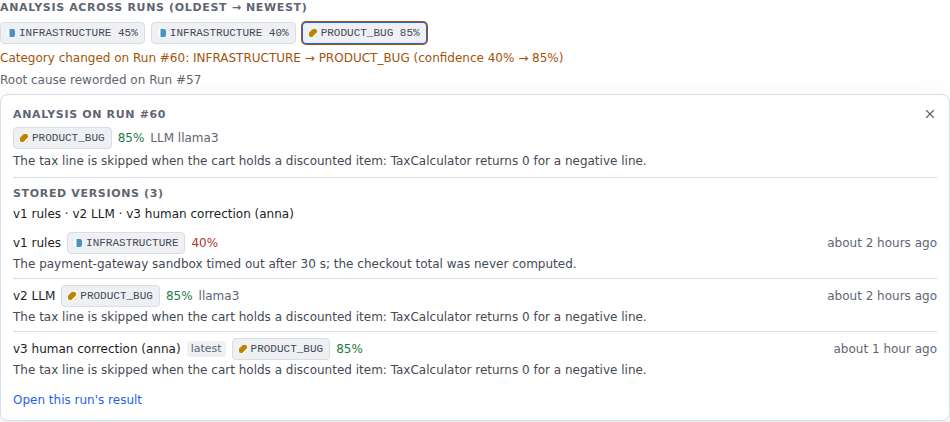 ANALYSIS ACROSS RUNS (OLDEST → NEWEST)
INFRASTRUCTURE 45% INFRASTRUCTURE 40% PRODUCT_BUG 85%
Category changed on Run #60: INFRASTRUCTURE → PRODUCT_BUG (confidence 40% → 85%)
Root cause reworded on Run #57
ANALYSIS ON RUN #60 ×
PRODUCT_BUG 85% LLM llama3
The tax line is skipped when the cart holds a discounted item: TaxCalculator returns 0 for a negative line.
STORED VERSIONS (3)
v1 rules · v2 LLM · v3 human correction (anna)
v1 rules INFRASTRUCTURE 40% about 2 hours ago
The payment-gateway sandbox timed out after 30 s; the checkout total was never computed.
v2 LLM PRODUCT_BUG 85% llama3 about 2 hours ago
The tax line is skipped when the cart holds a discounted item: TaxCalculator returns 0 for a negative line.
v3 human correction (anna) latest PRODUCT_BUG 85% about 1 hour ago
The tax line is skipped when the cart holds a discounted item: TaxCalculator returns 0 for a negative line.
Open this run's result